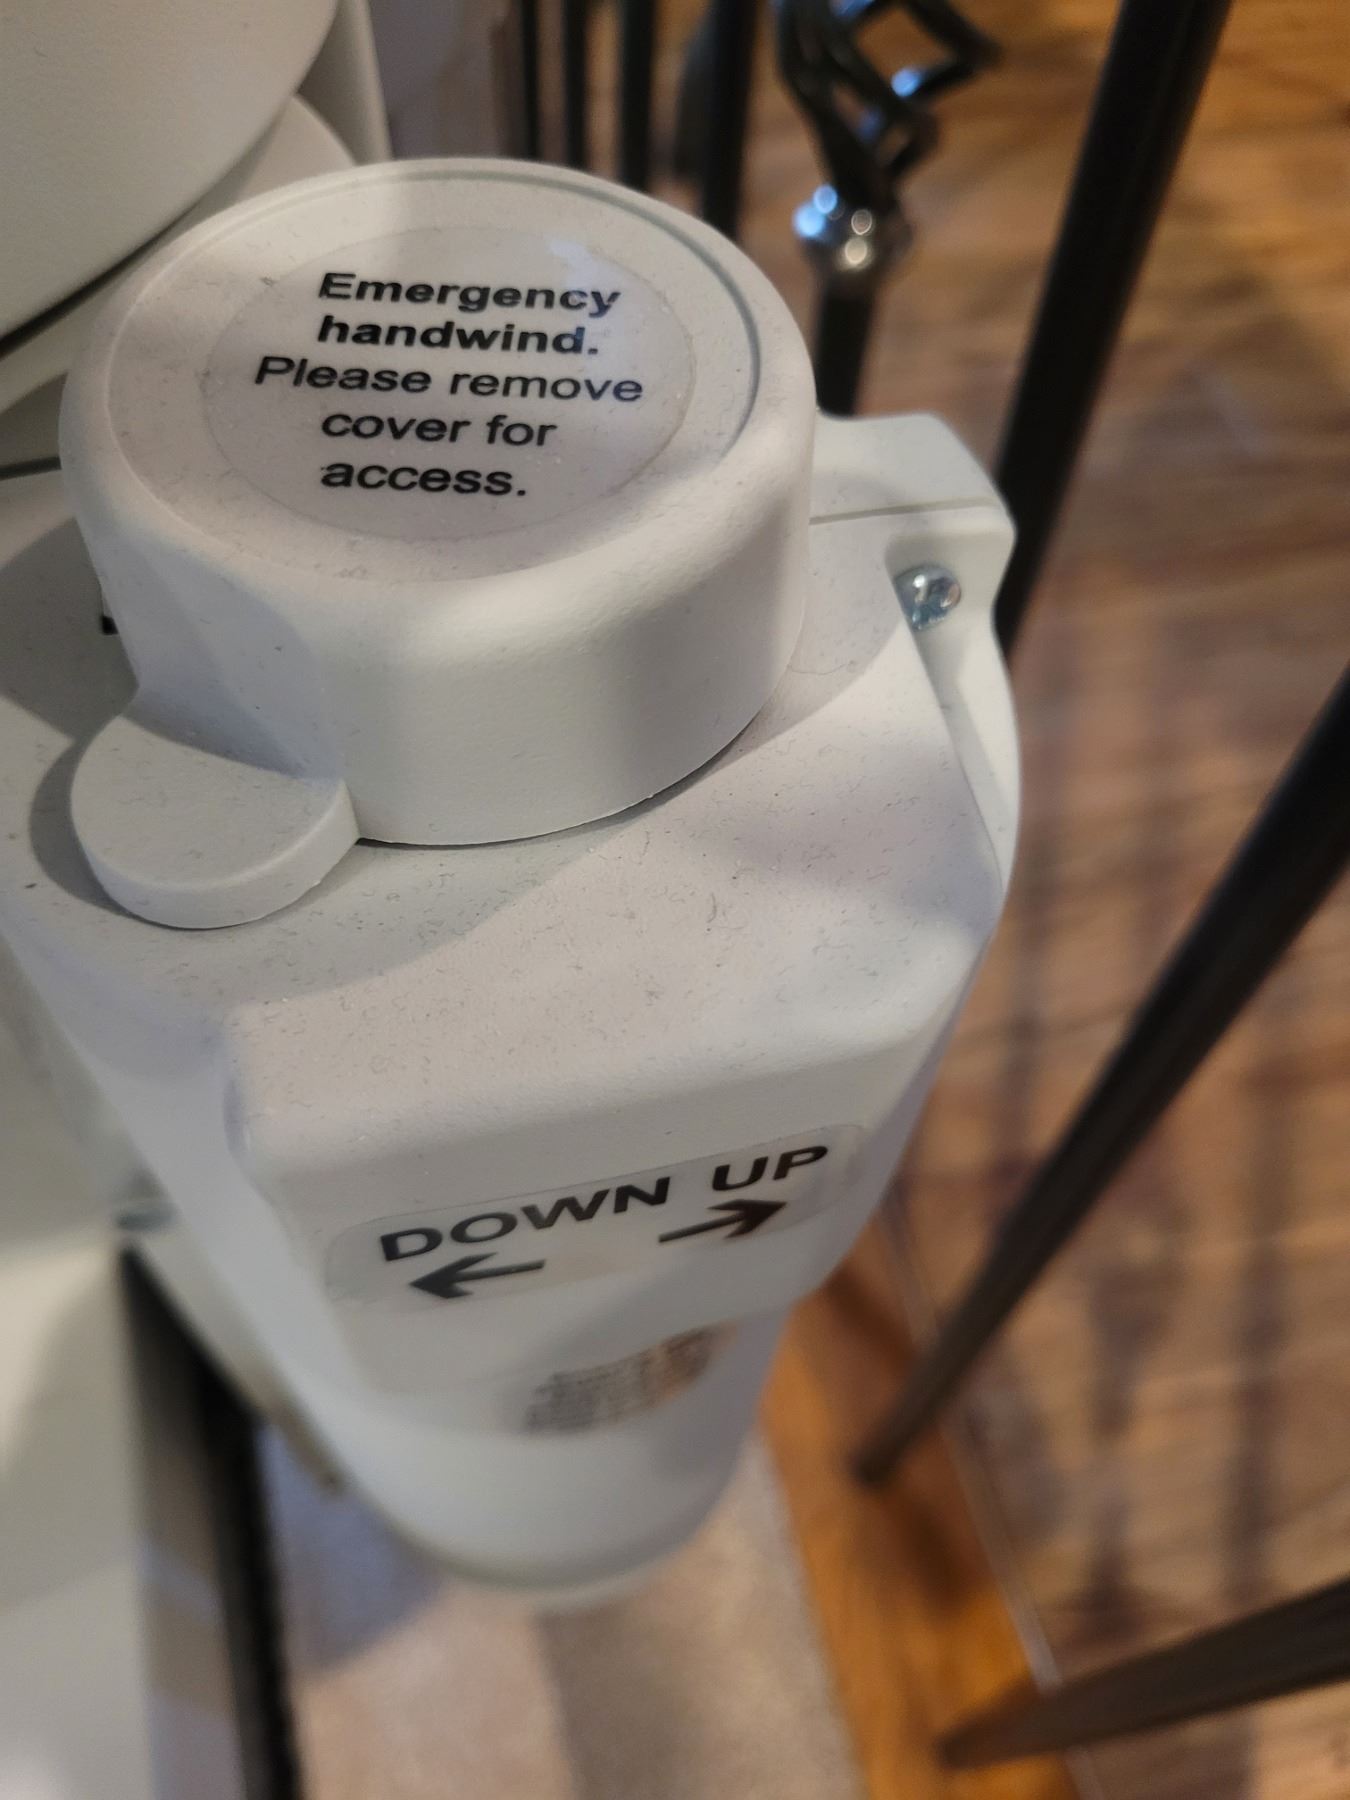 Emergency
handwind.
Please remove
cover for
access.
DOWN UP